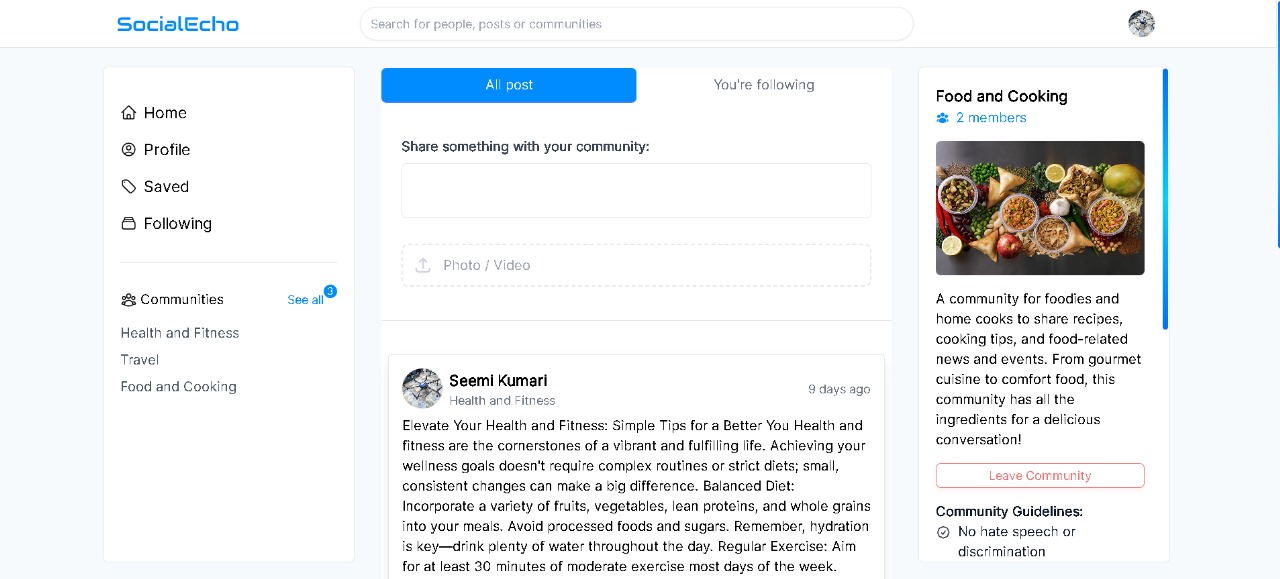 SocialEcho
Search for people, posts or communities
Home
Profile
Saved
Following
Communities
See all
3
Health and Fitness
Travel
Food and Cooking
All post
You're following
Share something with your community:
Photo / Video
Seemi Kumari
Health and Fitness
9 days ago
Elevate Your Health and Fitness: Simple Tips for a Better You Health and
fitness are the cornerstones of a vibrant and fulfilling life. Achieving your
wellness goals doesn't require complex routines or strict diets; small,
consistent changes can make a big difference. Balanced Diet:
Incorporate a variety of fruits, vegetables, lean proteins, and whole grains
into your meals. Avoid processed foods and sugars. Remember, hydration
is key—drink plenty of water throughout the day. Regular Exercise: Aim
for at least 30 minutes of moderate exercise most days of the week.
Food and Cooking
2 members
A community for foodies and
home cooks to share recipes,
cooking tips, and food-related
news and events. From gourmet
cuisine to comfort food, this
community has all the
ingredients for a delicious
conversation!
Leave Community
Community Guidelines:
No hate speech or
discrimination